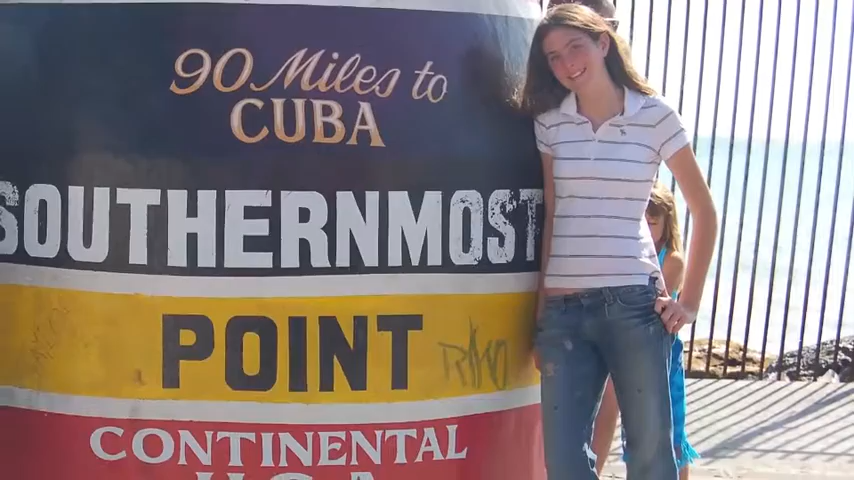 90 Miles to
CUBA
SOUTHERNMOST
POINT
CONTINENTAL